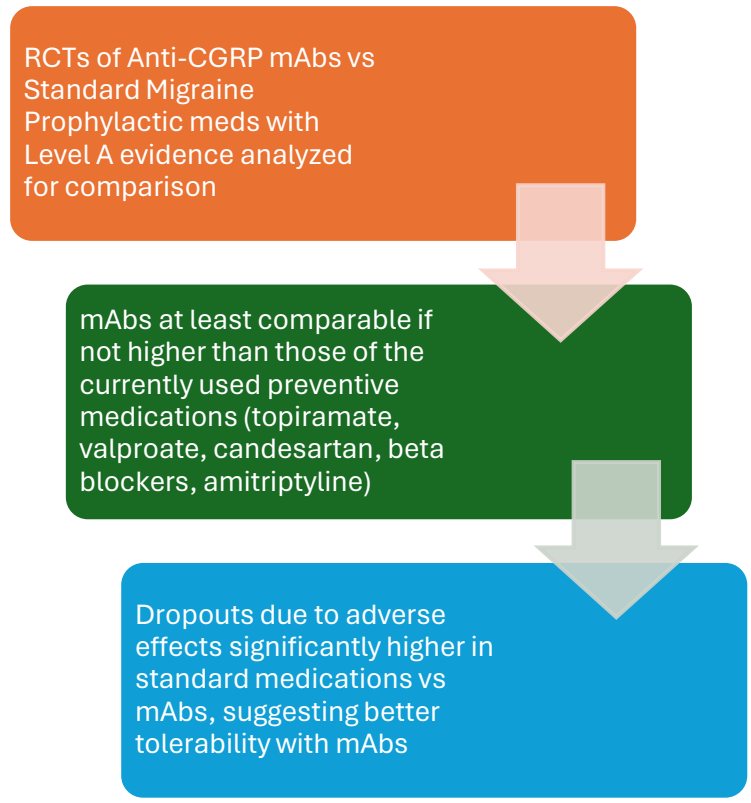 RCTs of Anti-CGRP mAbs vs
Standard Migraine
Prophylactic meds with
Level A evidence analyzed
for comparison
mAbs at least comparable if
not higher than those of the
currently used preventive
medications (topiramate,
valproate, candesartan, beta
blockers, amitriptyline)
Dropouts due to adverse
effects significantly higher in
standard medications vs
mAbs, suggesting better
tolerability with mAbs